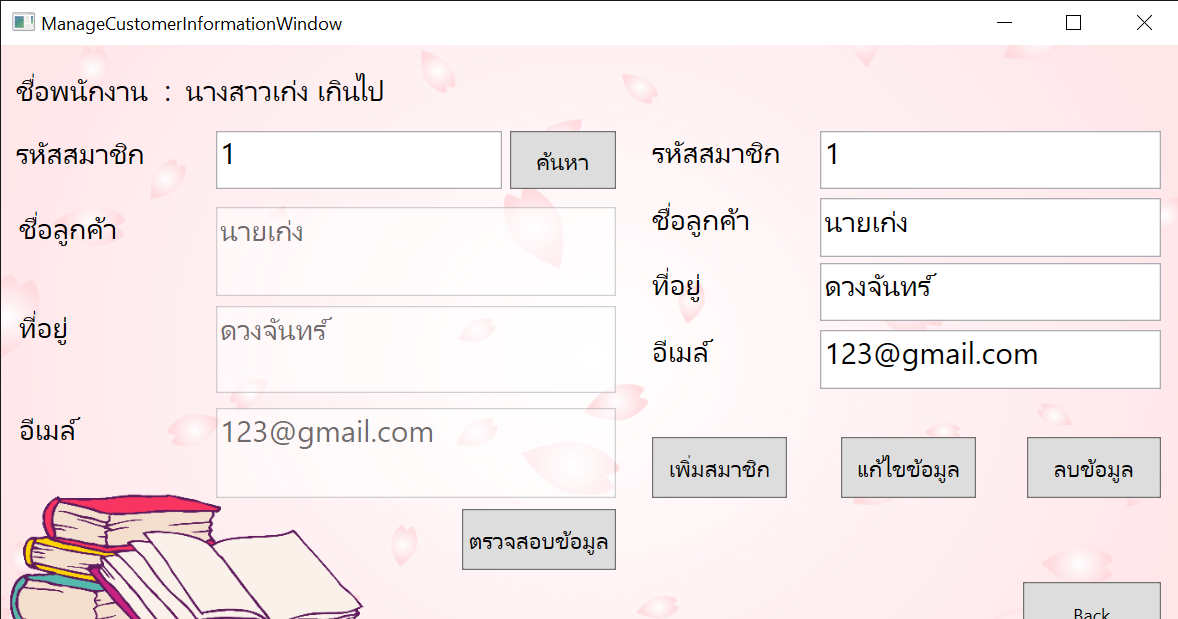 ManageCustomerInformationWindow
ชื่อพนักงาน : นางสาวเก่ง เกินไป
รหัสสมาชิก 1 ค้นหา
ชื่อลูกค้า นายเก่ง
ที่อยู่ ดวงจันทร์
อีเมล์ 123@gmail.com
ตรวจสอบข้อมูล
รหัสสมาชิก 1
ชื่อลูกค้า นายเก่ง
ที่อยู่ ดวงจันทร์
อีเมล์ 123@gmail.com
เพิ่มสมาชิก แก้ไขข้อมูล ลบข้อมูล
Back